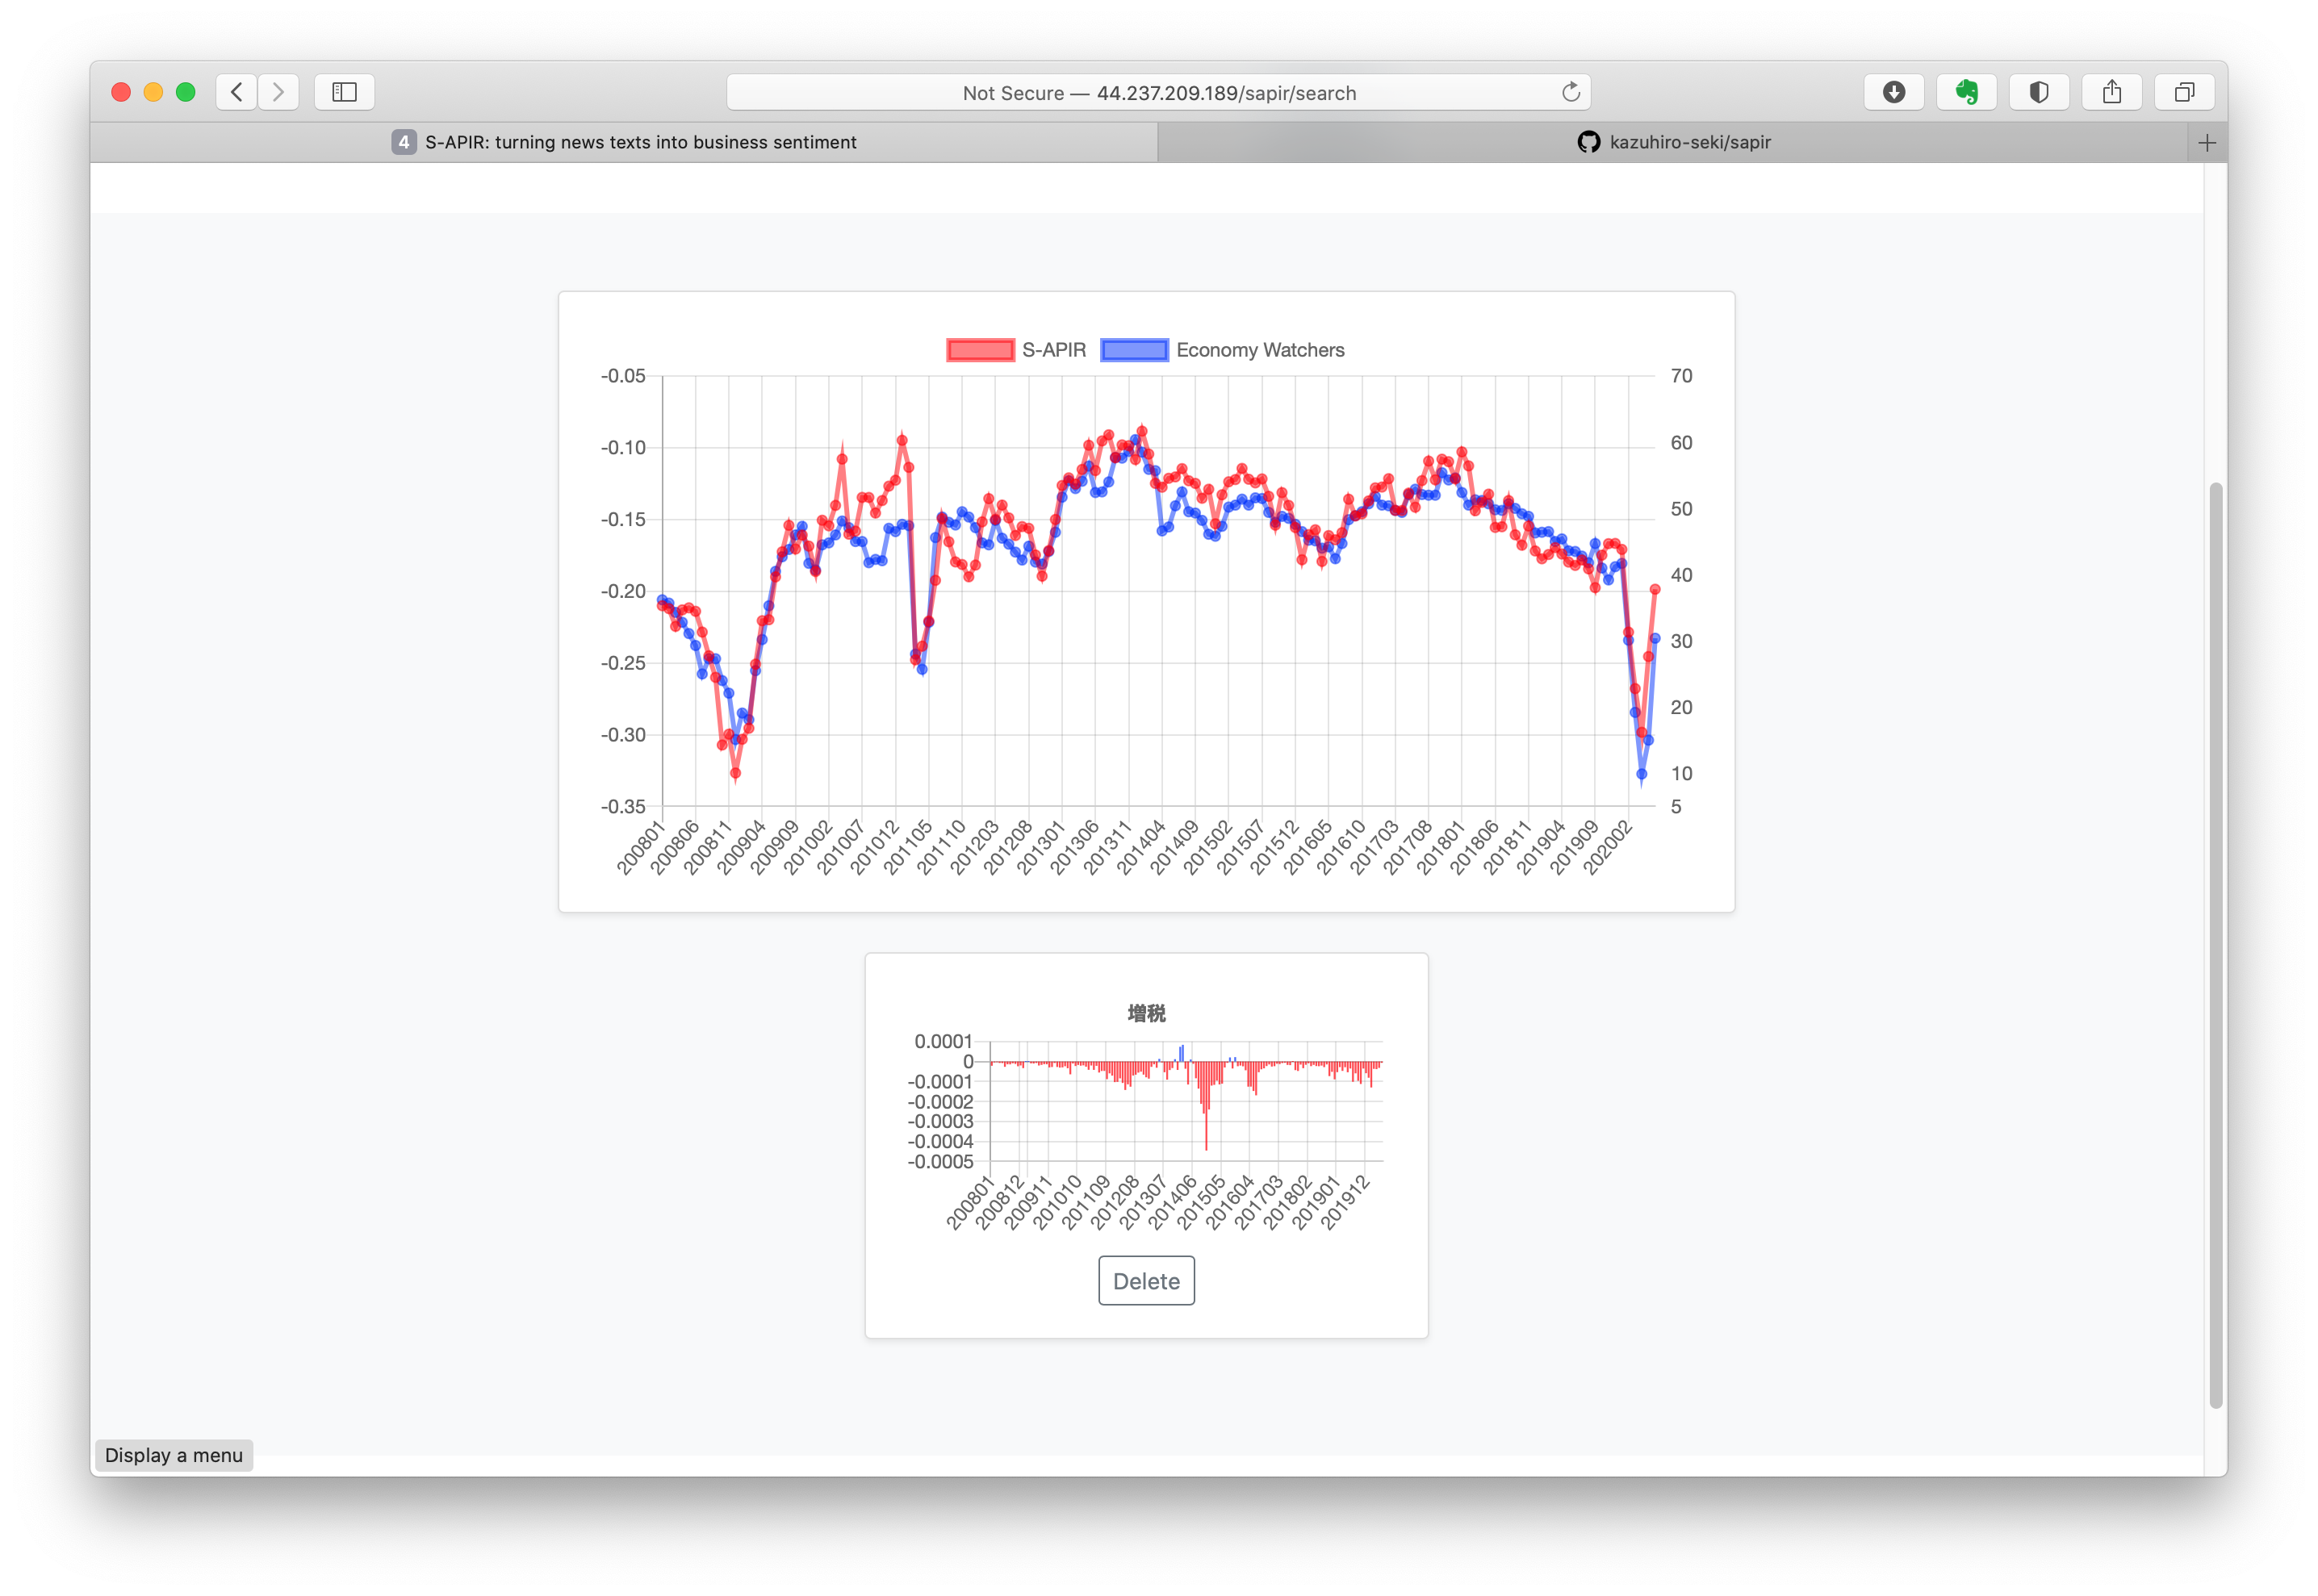 Not Secure — 44.237.209.189/sapir/search
4 S-APIR: turning news texts into business sentiment
kazuhiro-seki/sapir
S-APIR Economy Watchers
-0.05
-0.10
-0.15
-0.20
-0.25
-0.30
-0.35
70
60
50
40
30
20
10
5
200801 200806 200811 200904 200909 201002 201007 201012 201105 201110 201203 201208 201301 201306 201311 201404 201409 201502 201507 201512 201605 201610 201703 201708 201801 201806 201811 201904 201909 202002
増税
0.0001
0
-0.0001
-0.0002
-0.0003
-0.0004
-0.0005
200801 200812 200911 201010 201109 201208 201307 201406 201505 201604 201703 201802 201901 201912
Delete
Display a menu